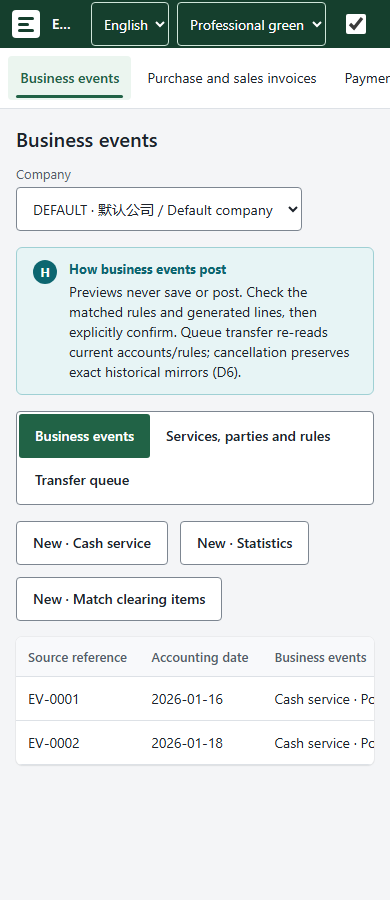 E...
English
Professional green
Business events
Purchase and sales invoices
Business events
Company
DEFAULT · 默认公司 / Default company
H
How business events post
Previews never save or post. Check the
matched rules and generated lines, then
explicitly confirm. Queue transfer re-reads
current accounts/rules; cancellation preserves
exact historical mirrors (D6).
Business events
Services, parties and rules
Transfer queue
New · Cash service
New · Statistics
New · Match clearing items
Source reference
Accounting date
Business events
EV-0001
2026-01-16
Cash service ·
EV-0002
2026-01-18
Cash service ·